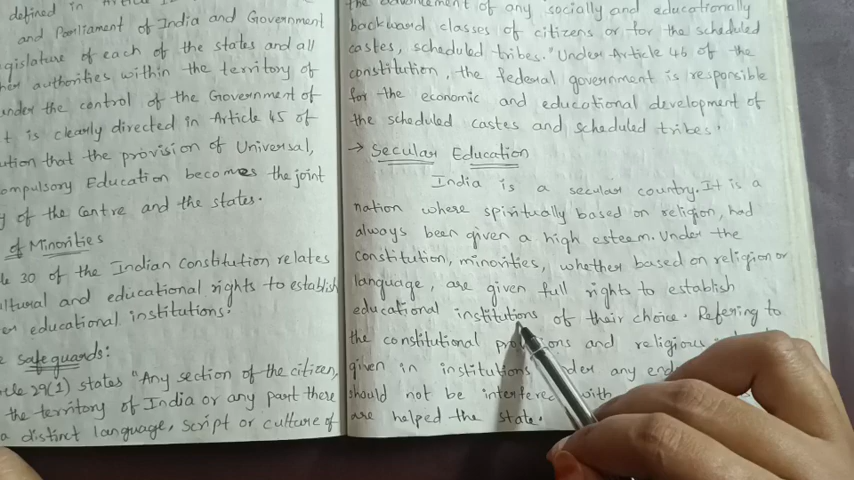 defined in Article
and Parliament of India and Government
gislature of each of the states and all
her authorities within the territory of
under the control of the Government of
t is clearly directed in Article 45 of
ution that the provision of Universal,
ompulsory Education becomes the joint
y of the Centre and the states.
of Minorities
le 30 of the Indian Constitution relates
ltural and educational rights to establish
er educational institutions.
e safeguards:
cle 29(1) states "Any section of the citizen,
the territory of India or any part there
a distinct language, script or culture of
the advancement of any socially and educationally
backward classes of citizens or for the scheduled
castes, scheduled tribes." Under Article 46 of the
constitution, the federal government is responsible
for the economic and educational development of
the scheduled castes and scheduled tribes.
→ Secular Education
India is a secular country. It is a
nation where spiritually based on religion, had
always been given a high esteem. Under the
constitution, minorities, whether based on religion or
language, are given full rights to establish
educational institutions of their choice. Refering to
the constitutional and religious
given in institutions any
should not be interfered with
are helped the state.